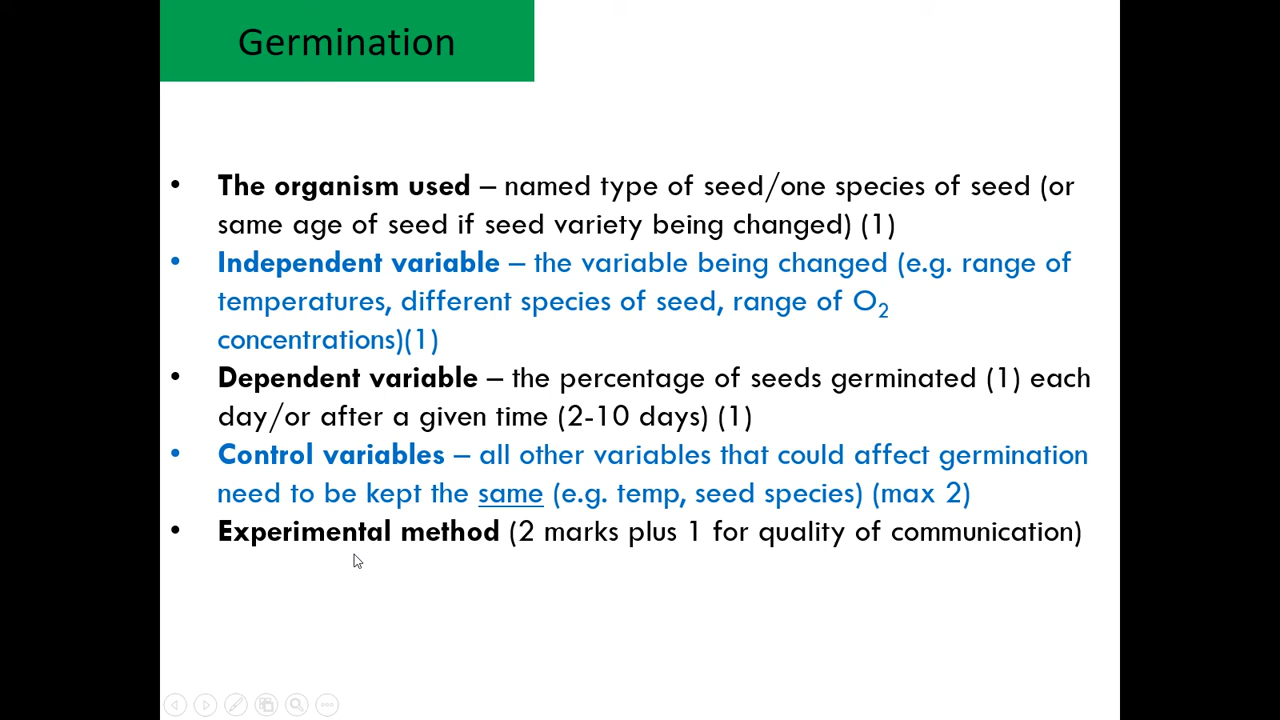 Germination
• The organism used – named type of seed/one species of seed (or
same age of seed if seed variety being changed) (1)
• Independent variable – the variable being changed (e.g. range of
temperatures, different species of seed, range of O₂
concentrations)(1)
• Dependent variable – the percentage of seeds germinated (1) each
day/or after a given time (2-10 days) (1)
• Control variables – all other variables that could affect germination
need to be kept the same (e.g. temp, seed species) (max 2)
• Experimental method (2 marks plus 1 for quality of communication)